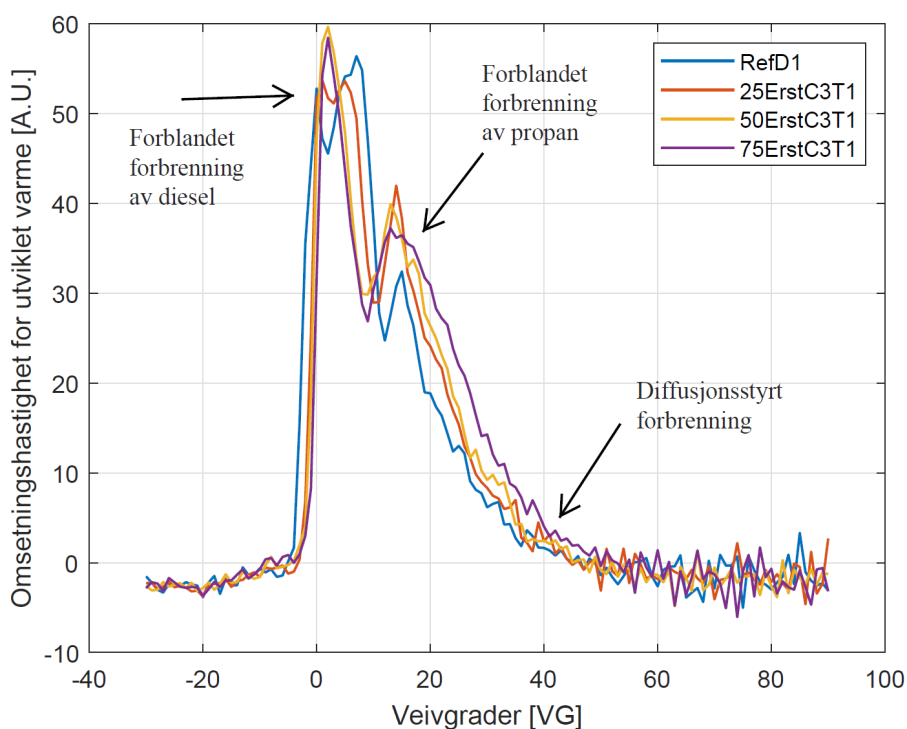 Omsetningshastighet for utviklet varme [A.U.]
60
50
40
30
20
10
0
-10
-40
-20
0
20
40
60
80
100
Veivgrader [VG]
Forblandet
forbrenning
av diesel
Forblandet
forbrenning
av propan
Diffusjonsstyrt
forbrenning
RefD1
25ErstC3T1
50ErstC3T1
75ErstC3T1